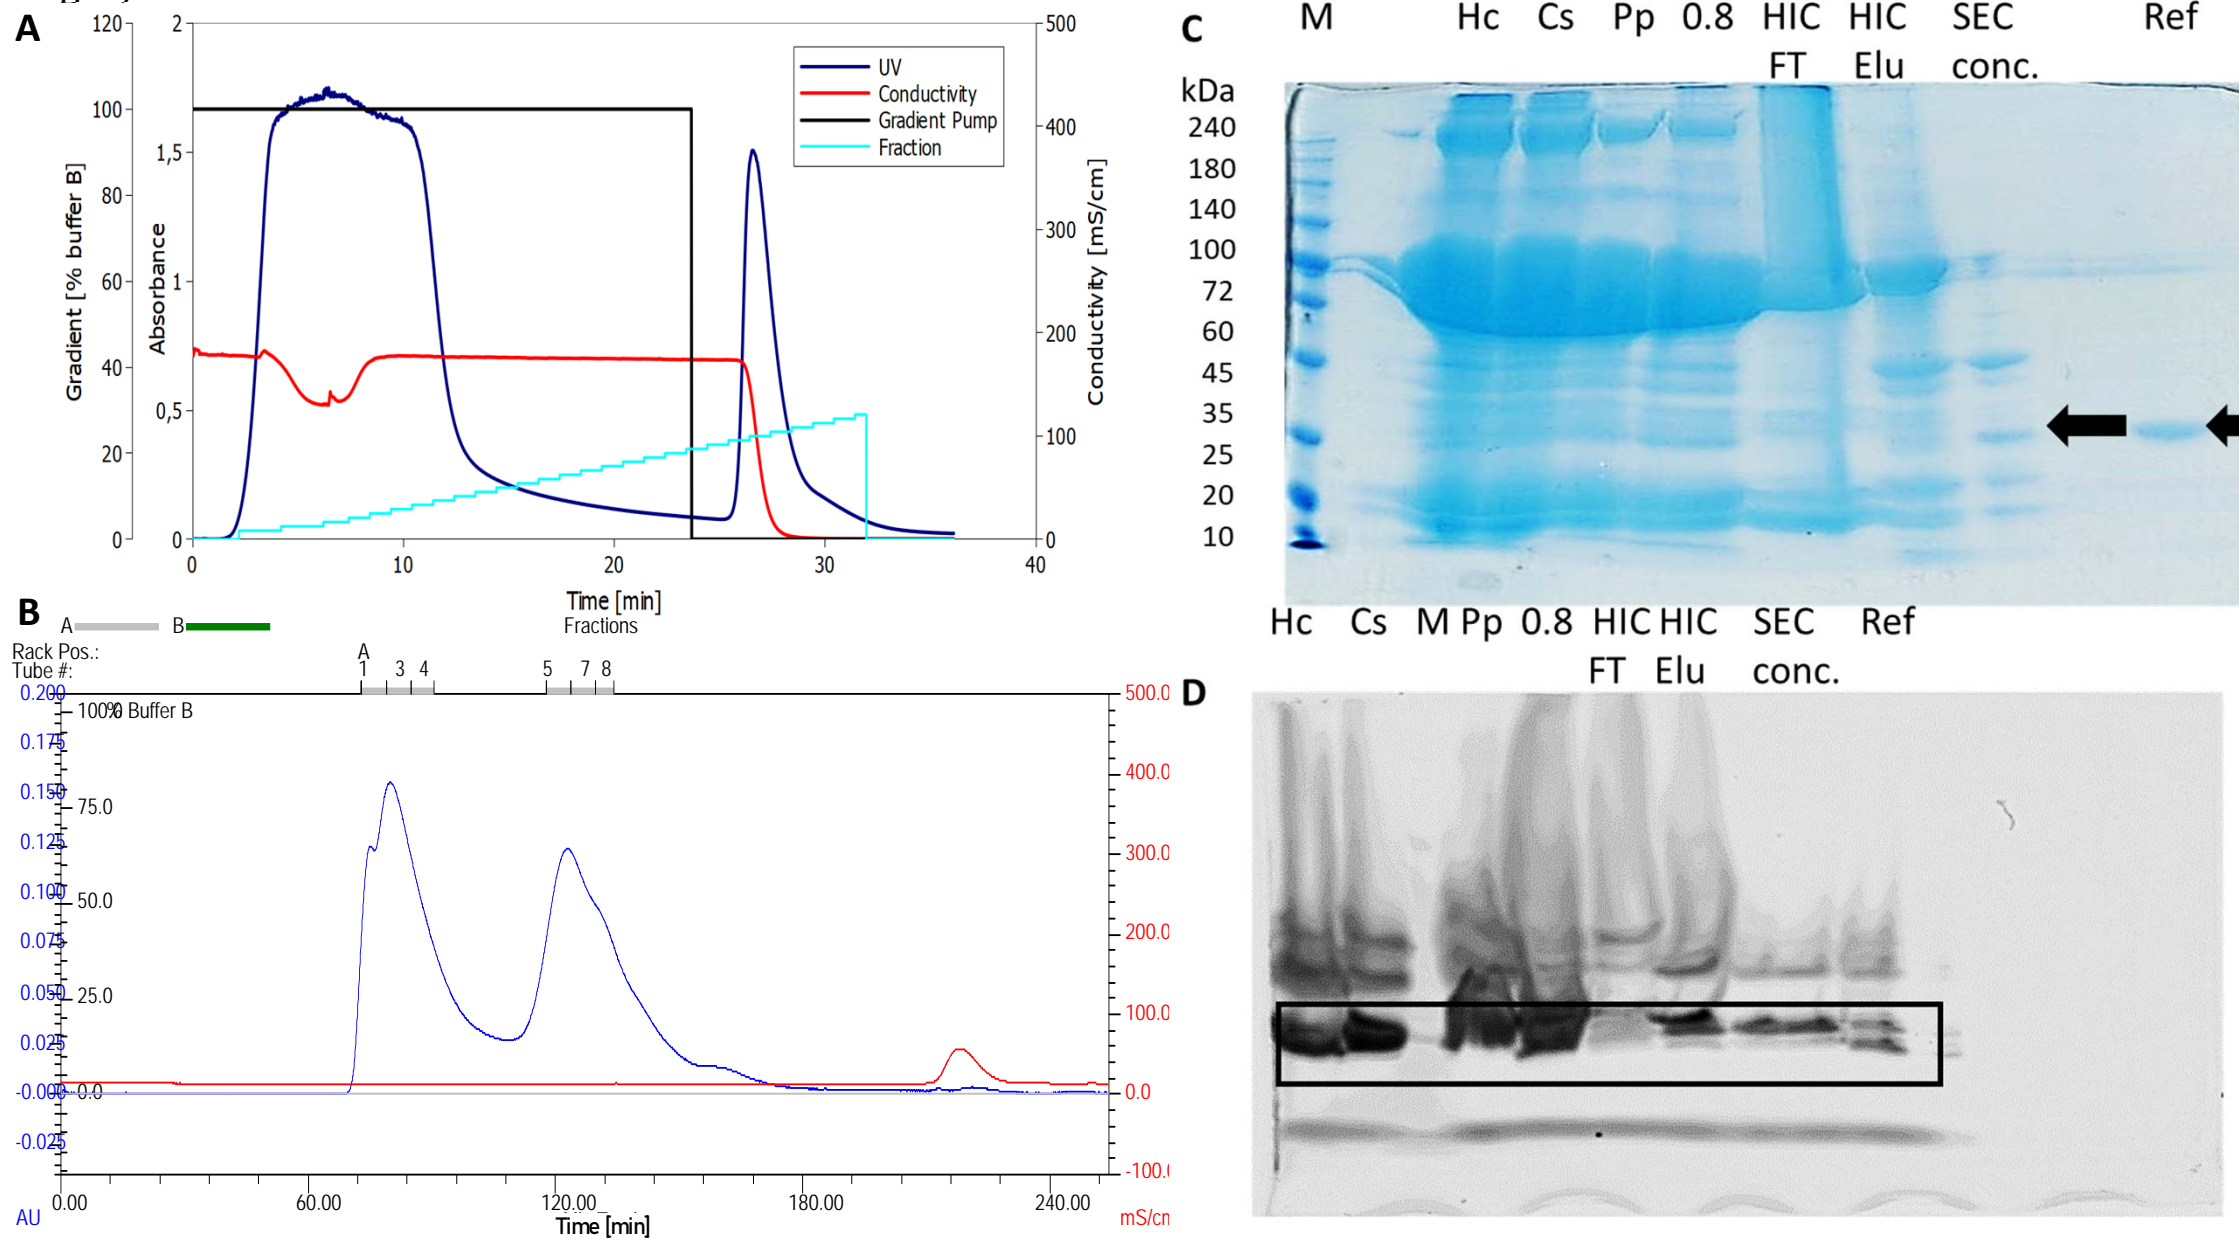 A
120
100
80
60
40
20
0
Gradient [% buffer B]
2
1,5
1
0,5
0
Absorbance
UV
Conductivity
Gradient Pump
Fraction
500
400
300
200
100
0
Conductivity [mS/cm]
0 10 20 30 40
Time [min]
B
A B
Fractions
Rack Pos.: A
Tube #: 1 3 4 5 7 8
0.200
0.175
0.150
0.125
0.100
0.075
0.050
0.025
-0.000
-0.025
AU
100% Buffer B
75.0
50.0
25.0
0.0
500.0
400.0
300.0
200.0
100.0
0.0
-100.0
mS/cm
0.00 60.00 120.00 180.00 240.00
Time [min]
C
M Hc Cs Pp 0.8 HIC HIC SEC Ref
FT Elu conc.
kDa
240
180
140
100
72
60
45
35
25
20
10
Hc Cs M Pp 0.8 HIC HIC SEC Ref
FT Elu conc.
D